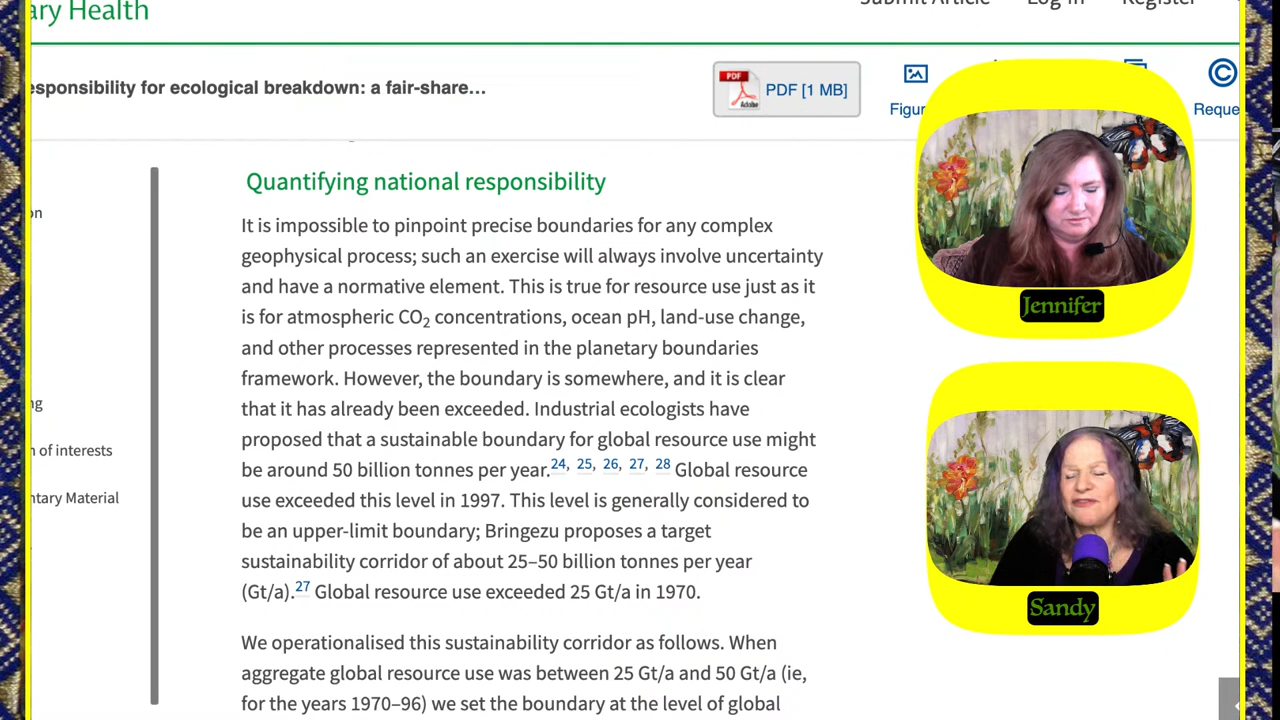 ary Health
Submit Article Log in Register
esponsibility for ecological breakdown: a fair-share…
PDF
Adobe
PDF [1 MB]
Figur
Reque
on
ng
n of interests
ntary Material
Quantifying national responsibility
It is impossible to pinpoint precise boundaries for any complex
geophysical process; such an exercise will always involve uncertainty
and have a normative element. This is true for resource use just as it
is for atmospheric CO2 concentrations, ocean pH, land-use change,
and other processes represented in the planetary boundaries
framework. However, the boundary is somewhere, and it is clear
that it has already been exceeded. Industrial ecologists have
proposed that a sustainable boundary for global resource use might
be around 50 billion tonnes per year.24, 25, 26, 27, 28 Global resource
use exceeded this level in 1997. This level is generally considered to
be an upper-limit boundary; Bringezu proposes a target
sustainability corridor of about 25–50 billion tonnes per year
(Gt/a).27 Global resource use exceeded 25 Gt/a in 1970.
We operationalised this sustainability corridor as follows. When
aggregate global resource use was between 25 Gt/a and 50 Gt/a (ie,
for the years 1970–96) we set the boundary at the level of global
Jennifer
Sandy